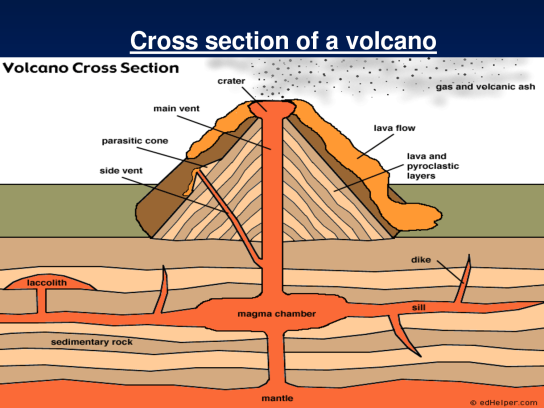 Cross section of a volcano
Volcano Cross Section
crater
gas and volcanic ash
main vent
lava flow
parasitic cone
lava and
pyroclastic
layers
side vent
dike
laccolith
sill
magma chamber
sedimentary rock
mantle
© edHelper.com